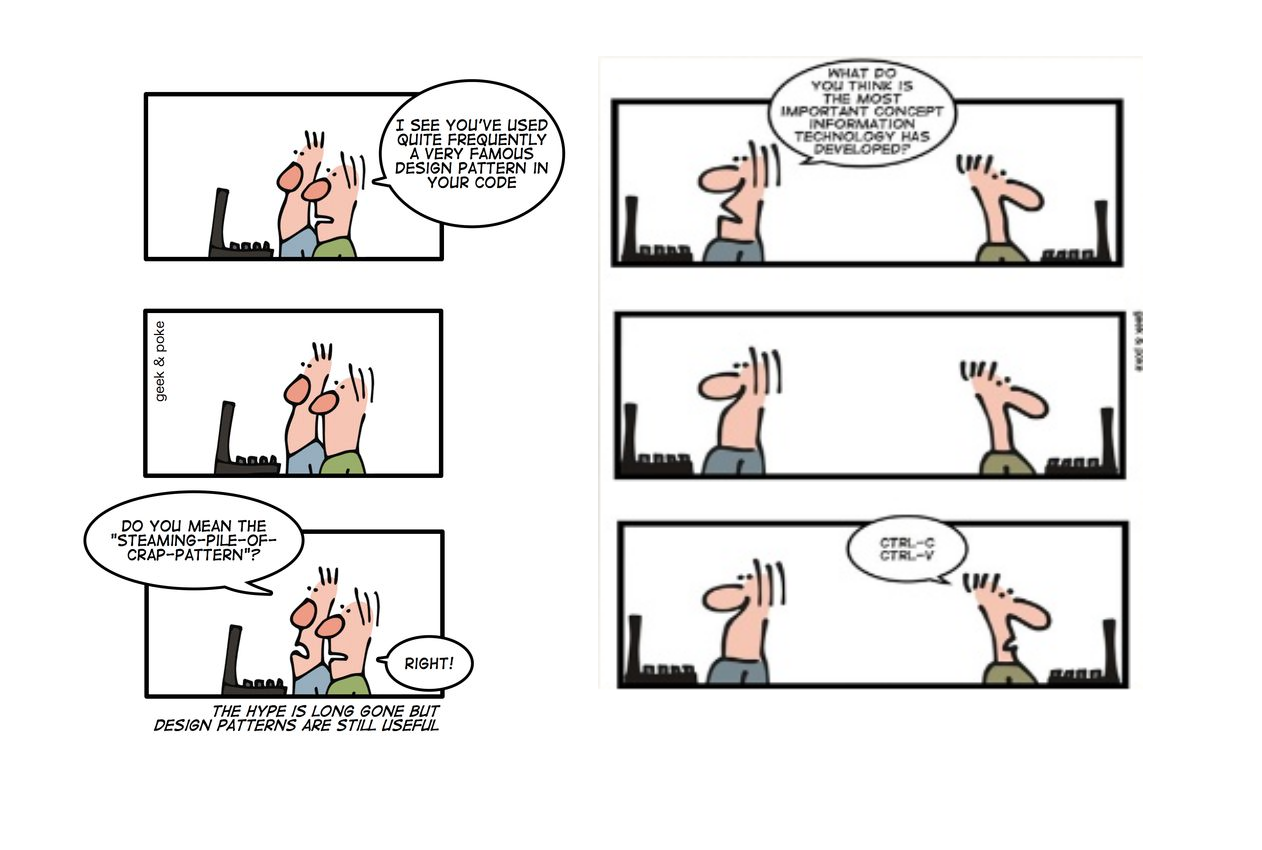 I SEE YOU'VE USED
QUITE FREQUENTLY
A VERY FAMOUS
DESIGN PATTERN IN
YOUR CODE
geek & poke
DO YOU MEAN THE
"STEAMING-PILE-OF-
CRAP-PATTERN"?
RIGHT!
THE HYPE IS LONG GONE BUT
DESIGN PATTERNS ARE STILL USEFUL
WHAT DO
YOU THINK IS
THE MOST
IMPORTANT CONCEPT
INFORMATION
TECHNOLOGY HAS
DEVELOPED?
geek & poke
CTRL-C
CTRL-V